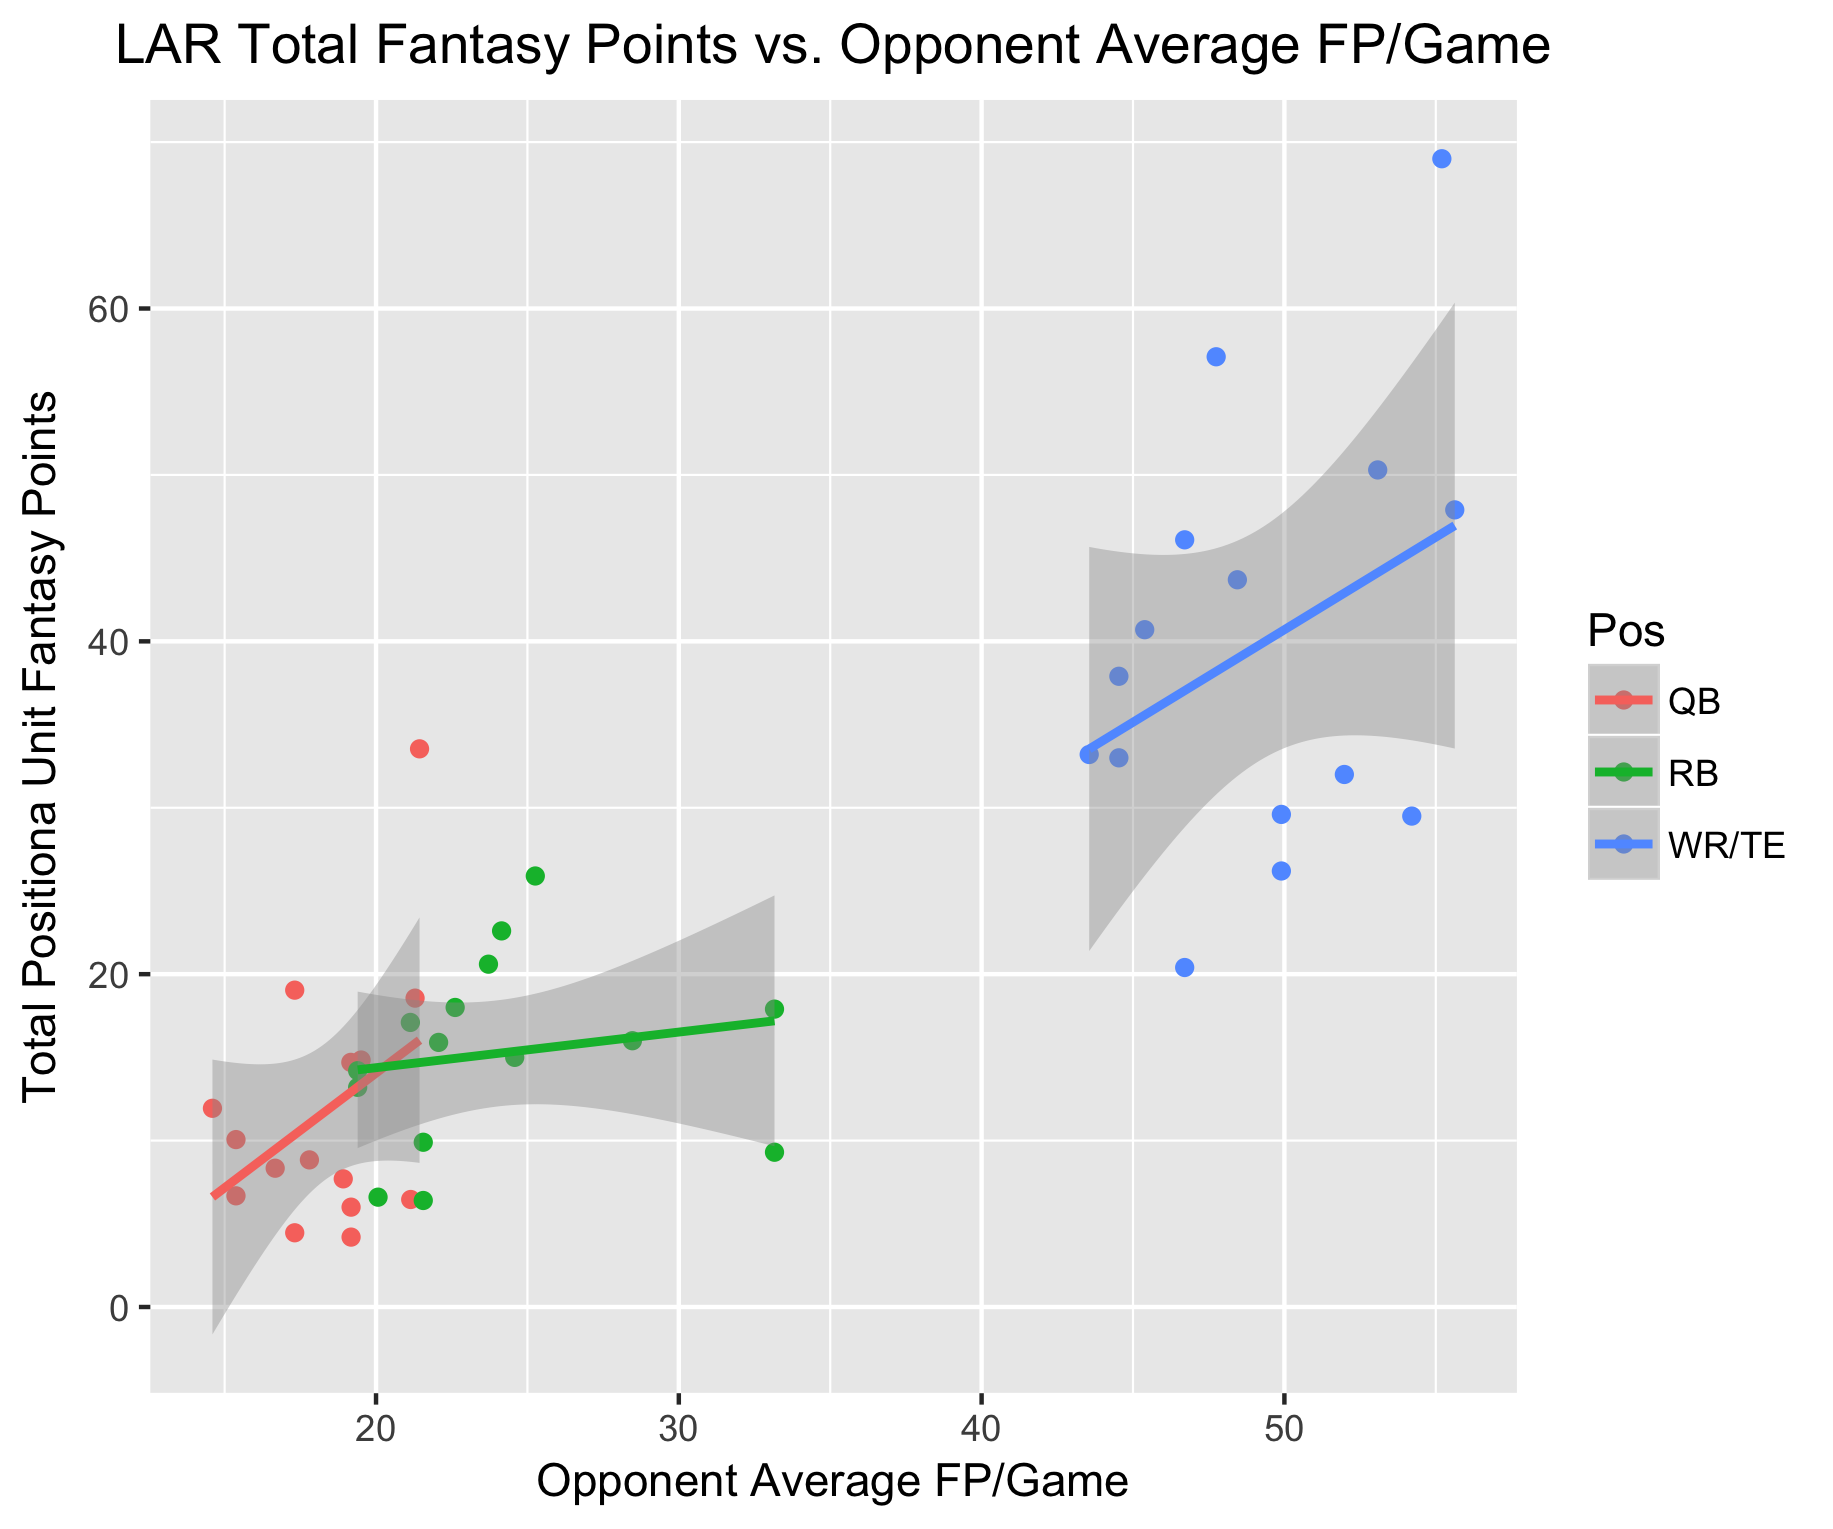 LAR Total Fantasy Points vs. Opponent Average FP/Game
Total Positiona Unit Fantasy Points
60
40
20
0
20 30 40 50
Opponent Average FP/Game
Pos
QB
RB
WR/TE